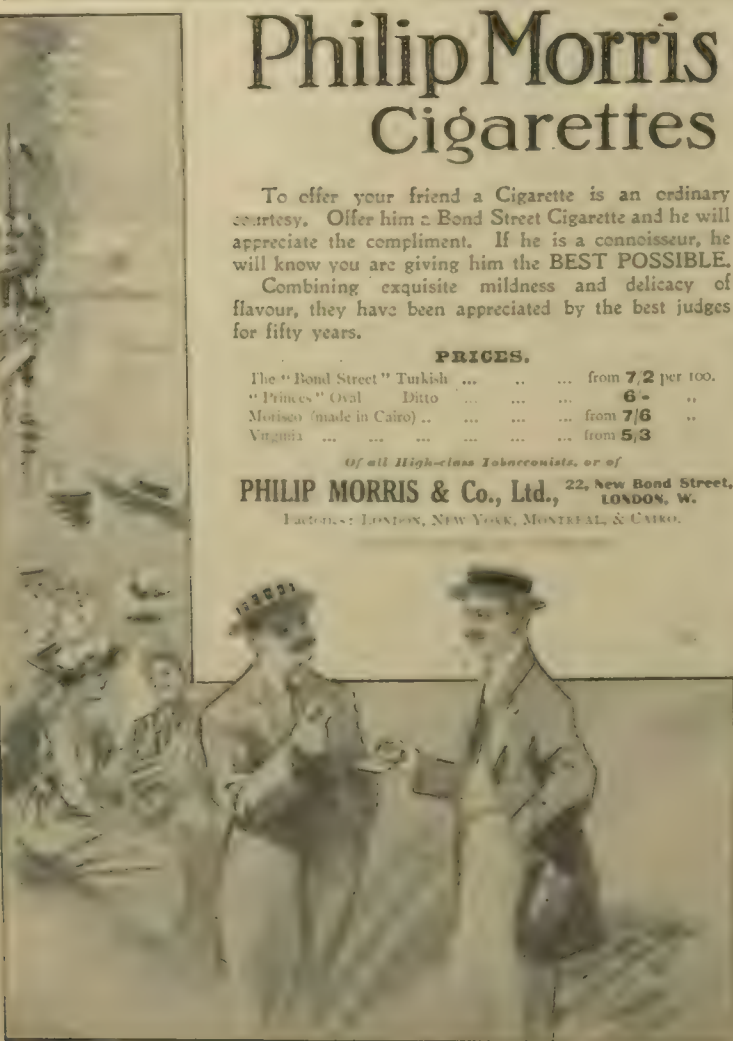 Philip Morris
Cigarettes
To offer your friend a Cigarette is an ordinary
courtesy. Offer him a Bond Street Cigarette and he will
appreciate the compliment. If he is a connoisseur, he
will know you are giving him the BEST POSSIBLE.
Combining exquisite mildness and delicacy of
flavour, they have been appreciated by the best judges
for fifty years.
PRICES.
The "Bond Street" Turkish ... .. ... from 7/2 per 100.
"Princes" Oval Ditto ... ... ... 6/- ,,
Morisco (made in Cairo) .. ... ... ... from 7/6 ,,
Virginia ... ... ... ... ... ... from 5/3
Of all High-class Tobacconists, or of
PHILIP MORRIS & Co., Ltd., 22, New Bond Street, LONDON, W.
Factories: LONDON, NEW YORK, MONTREAL, & CAIRO.